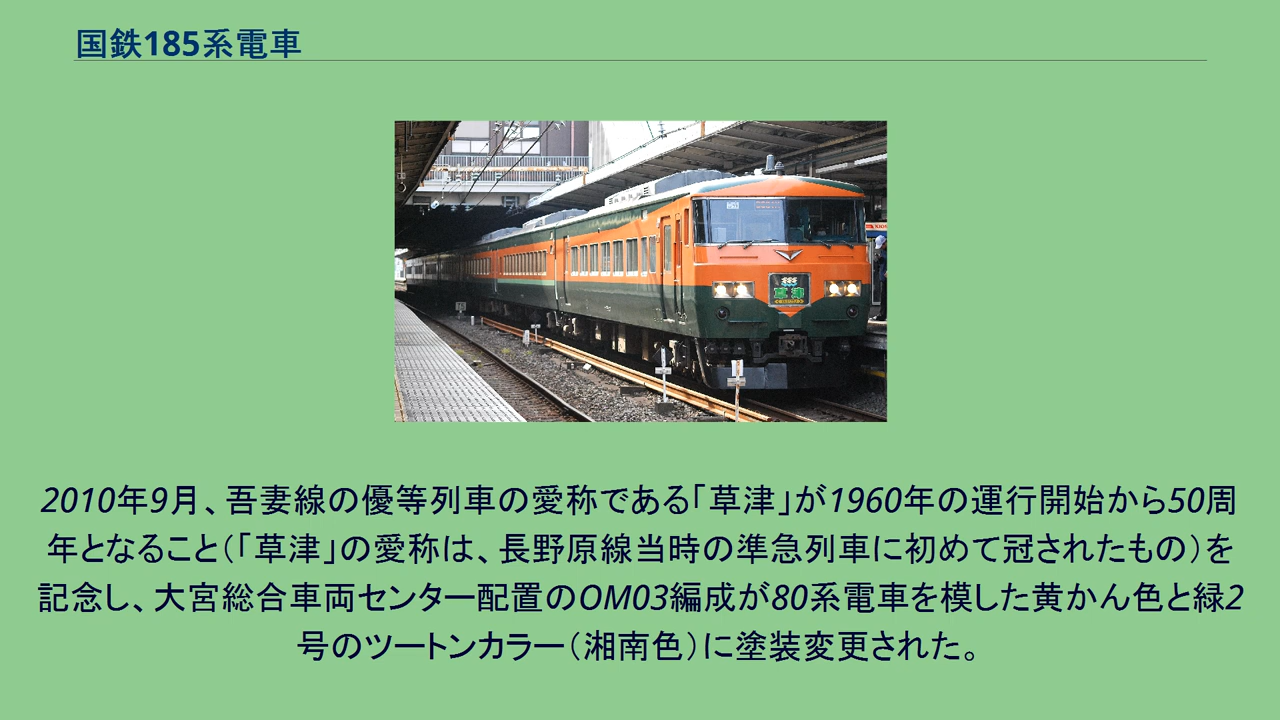 国鉄185系電車
草津
2010年9月、吾妻線の優等列車の愛称である「草津」が1960年の運行開始から50周
年となること（「草津」の愛称は、長野原線当時の準急列車に初めて冠されたもの）を
記念し、大宮総合車両センター配置のOM03編成が80系電車を模した黄かん色と緑2
号のツートンカラー（湘南色）に塗装変更された。